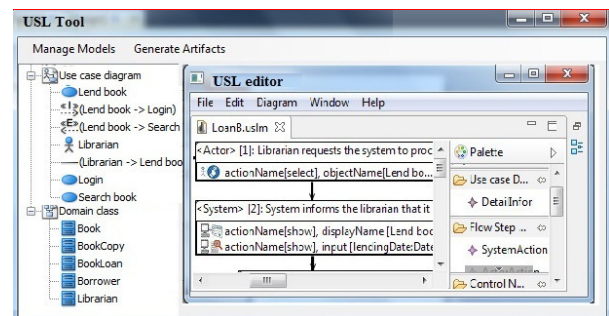 USL Tool
Manage Models Generate Artifacts
Use case diagram
Lend book
(Lend book -> Login)
(Lend book -> Search
Librarian
(Librarian -> Lend boo
Login
Search book
Domain class
Book
BookCopy
BookLoan
Borrower
Librarian
USL editor
File Edit Diagram Window Help
LoanB.uslm
<Actor> [1]: Librarian requests the system to proc
actionName[select], objectName[Lend bo...
<System> [2]: System informs the librarian that it
actionName[show], displayName [Lend boo
actionName[show], input [lencingDate:Date
Palette
Use case D...
DetailInfor
Flow Step ...
SystemAction
Control N...